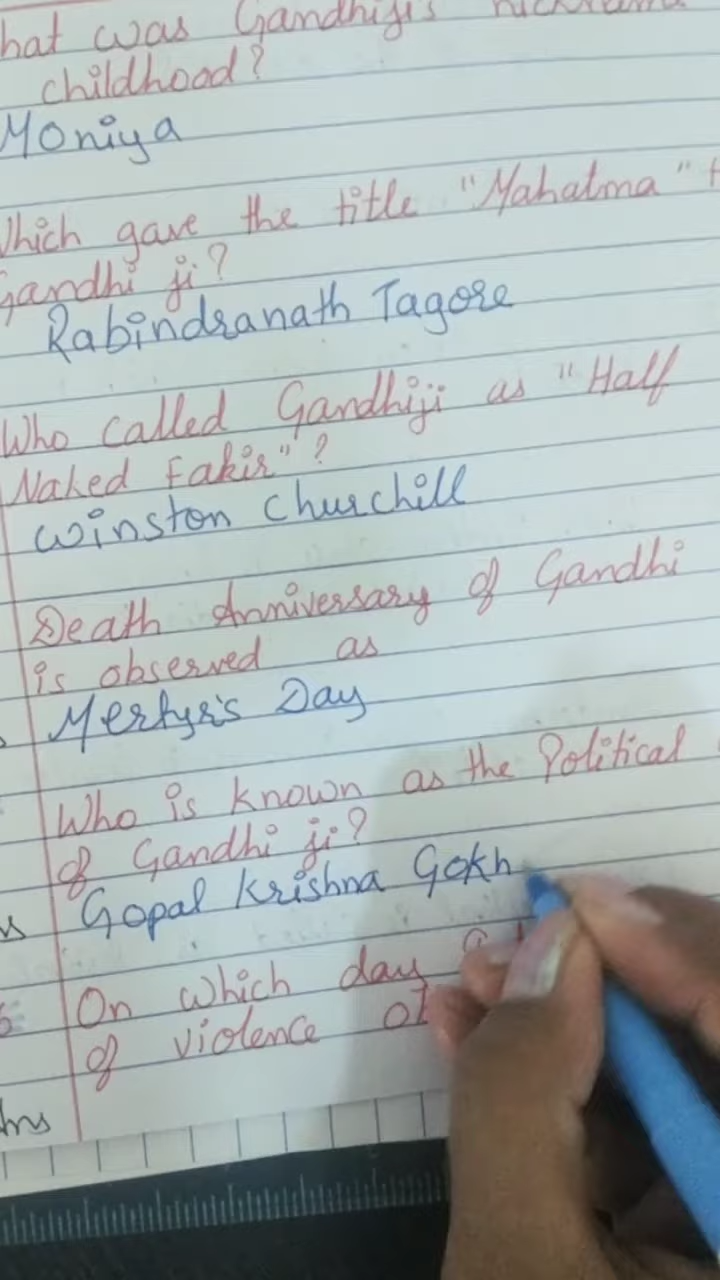 hat was Gandhiji's
childhood?
Moniya
Which gave the title "Mahatma" t
Gandhi ji?
Rabindranath Tagore
Who called Gandhiji as "Half
Naked Fakir"?
Winston Churchill
Death Anniversary of Gandhi
is observed as
Mertyr's Day
Who is known as the Political
of Gandhi ji?
s Gopal Krishna Gokh
On which day
of violence
Ans